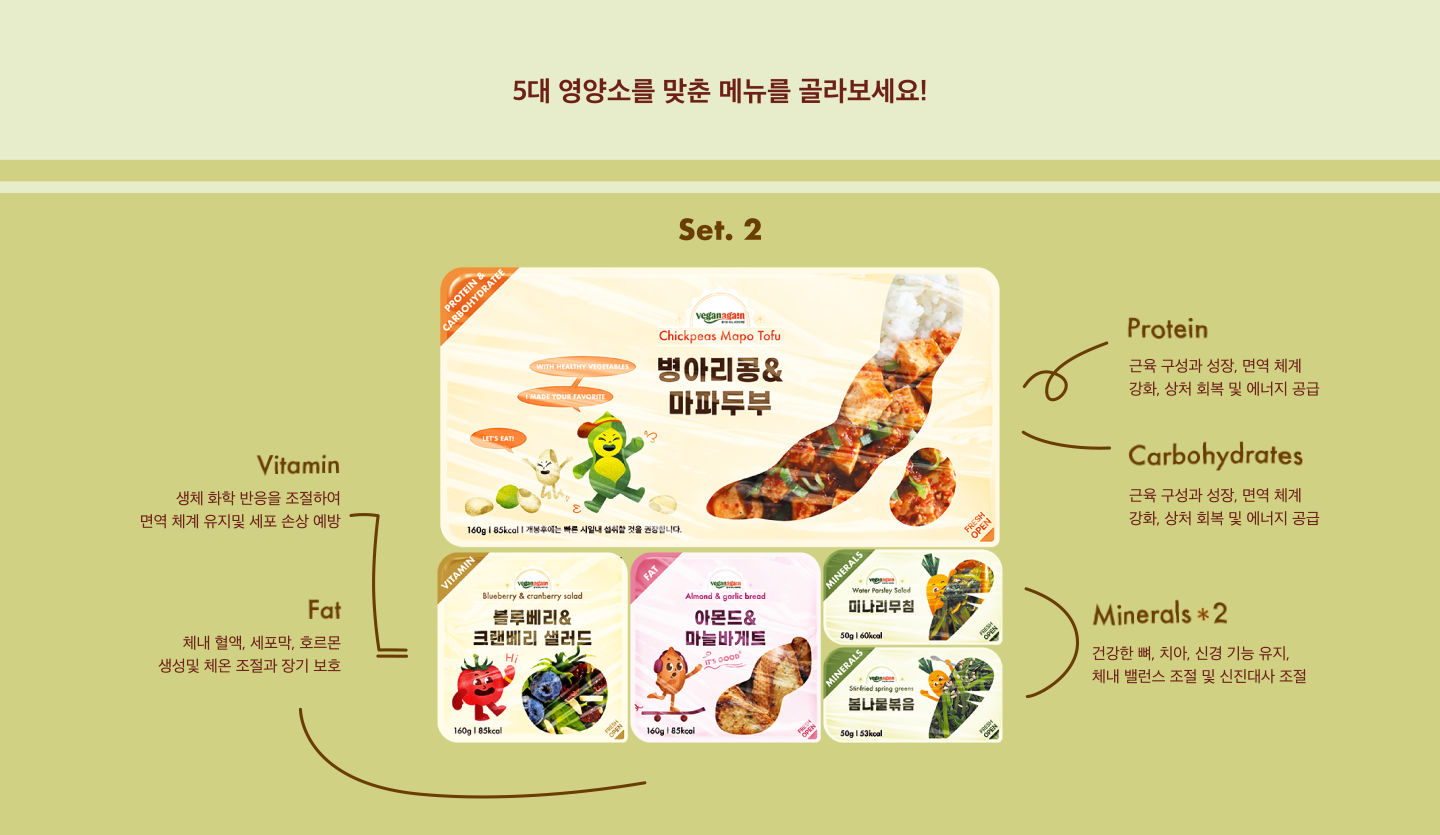 5대 영양소를 맞춘 메뉴를 골라보세요!
Set. 2
PROTEIN &
CARBOHYDRATEE
veganagain
Chickpeas Mapo Tofu
병아리콩&
마파두부
WITH HEALTHY VEGETABLES
I MADE YOUR FAVORITE
LET'S EAT!
160g | 85kcal | 개봉후에는 빠른 시일내 섭취할 것을 권장합니다.
FRESH
OPEN
Protein
근육 구성과 성장, 면역 체계
강화, 상처 회복 및 에너지 공급
Carbohydrates
근육 구성과 성장, 면역 체계
강화, 상처 회복 및 에너지 공급
Vitamin
생체 화학 반응을 조절하여
면역 체계 유지및 세포 손상 예방
Fat
체내 혈액, 세포막, 호르몬
생성및 체온 조절과 장기 보호
VITAMIN
veganagain
Blueberry & cranberry salad
블루베리&
크랜베리 샐러드
Hi
160g | 85kcal
FRESH
OPEN
FAT
veganagain
Almond & garlic bread
아몬드&
마늘바게트
IT'S GOOD!
160g | 85kcal
FRESH
OPEN
MINERALS
veganagain
Water Parsley Salad
미나리무침
50g | 60kcal
FRESH
OPEN
MINERALS
veganagain
Stir-fried spring greens
봄나물볶음
50g | 53kcal
FRESH
OPEN
Minerals *2
건강한 뼈, 치아, 신경 기능 유지,
체내 밸런스 조절 및 신진대사 조절